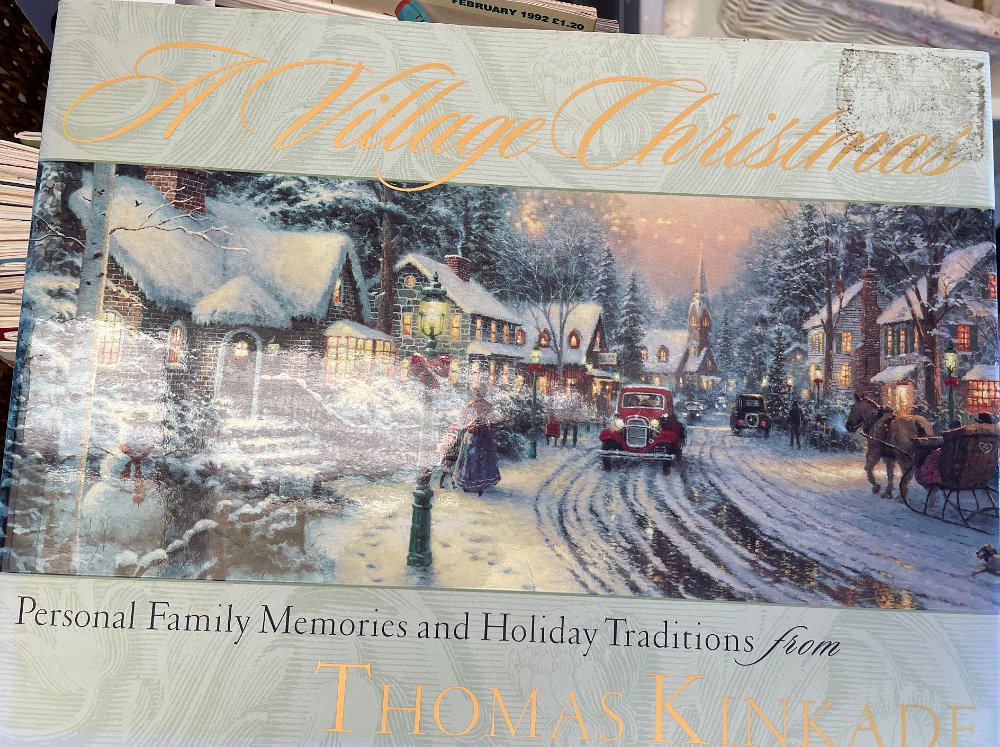 FEBRUARY 1992 £1.20
A Village Christmas
Personal Family Memories and Holiday Traditions from
THOMAS KINKADE